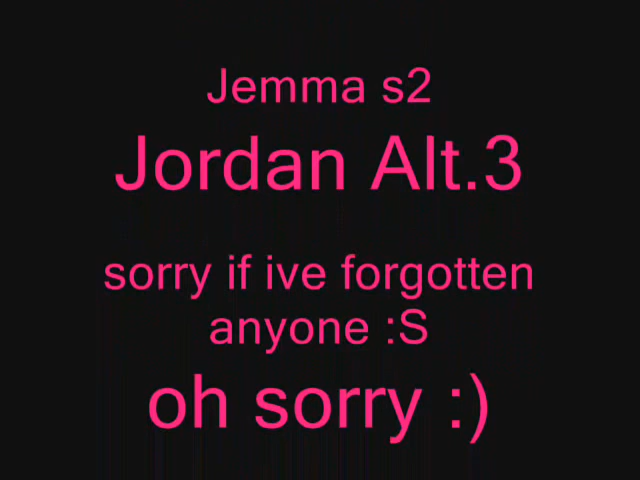 Jemma s2
Jordan Alt.3
sorry if ive forgotten
anyone :S
oh sorry :)